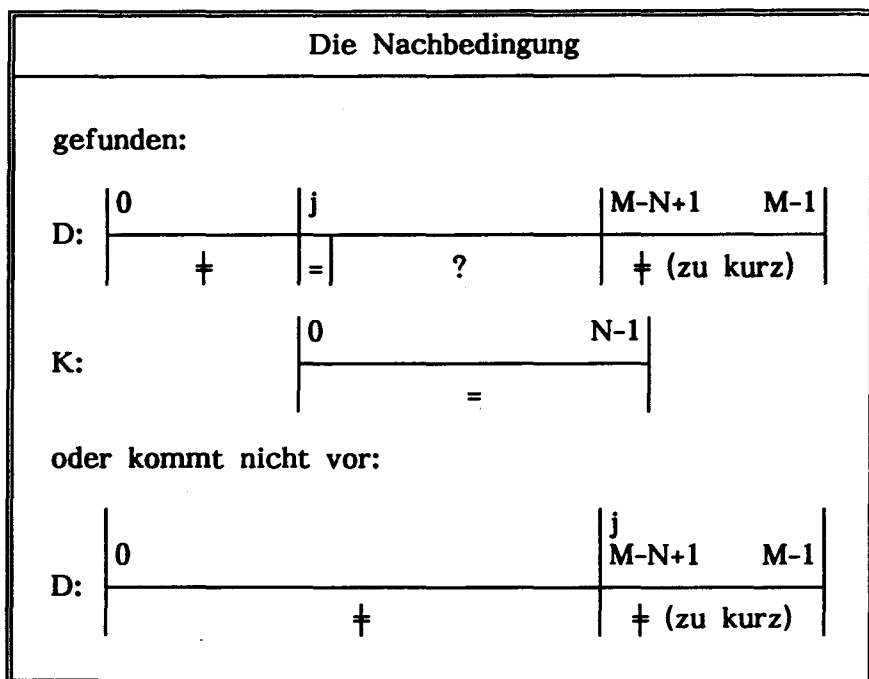 Die Nachbedingung
gefunden:
0 j M-N+1 M-1
D:
≠ = ? ≠ (zu kurz)
0 N-1
K:
=
oder kommt nicht vor:
j
0 M-N+1 M-1
D:
≠ ≠ (zu kurz)